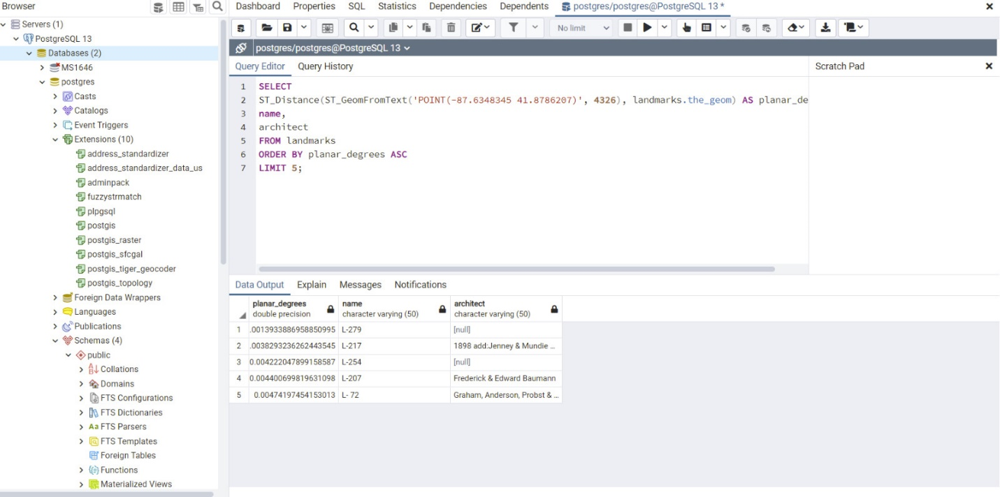 Browser
Dashboard Properties SQL Statistics Dependencies Dependents postgres/postgres@PostgreSQL 13 *
Servers (1)
PostgreSQL 13
Databases (2)
MS1646
postgres
Casts
Catalogs
Event Triggers
Extensions (10)
address_standardizer
address_standardizer_data_us
adminpack
fuzzystrmatch
plpgsql
postgis
postgis_raster
postgis_sfcgal
postgis_tiger_geocoder
postgis_topology
Foreign Data Wrappers
Languages
Publications
Schemas (4)
public
Collations
Domains
FTS Configurations
FTS Dictionaries
Aa FTS Parsers
FTS Templates
Foreign Tables
Functions
Materialized Views
No limit
postgres/postgres@PostgreSQL 13
Query Editor Query History
Scratch Pad
1 SELECT
2 ST_Distance(ST_GeomFromText('POINT(-87.6348345 41.8786207)', 4326), landmarks.the_geom) AS planar_de
3 name,
4 architect
5 FROM landmarks
6 ORDER BY planar_degrees ASC
7 LIMIT 5;
Data Output Explain Messages Notifications
planar_degrees name architect
double precision character varying (50) character varying (50)
1 .0013933886958850995 L-279 [null]
2 .0038293236262443545 L-217 1898 add:Jenney & Mundie ...
3 0.004222047899158587 L-254 [null]
4 0.004400699819631098 L-207 Frederick & Edward Baumann
5 0.00474197454153013 L- 72 Graham, Anderson, Probst & ...